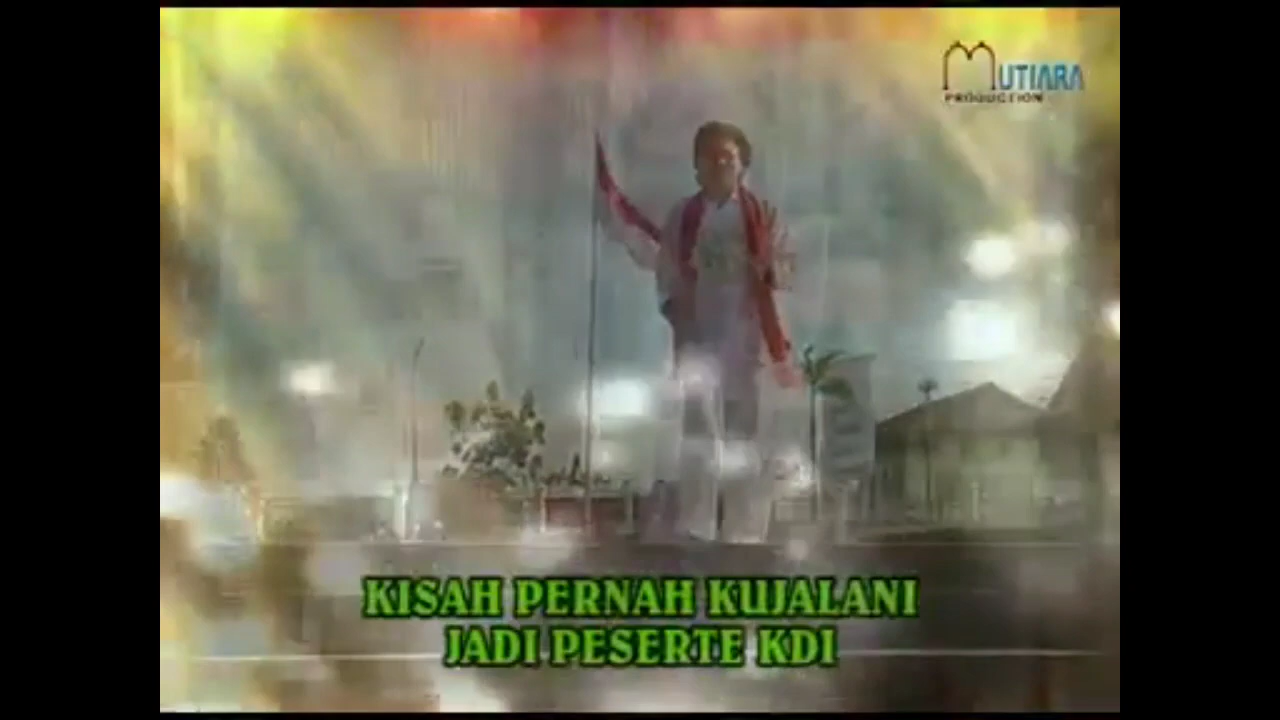 MUTIARA
PRODUCTION
KISAH PERNAH KUJALANI
JADI PESERTE KDI